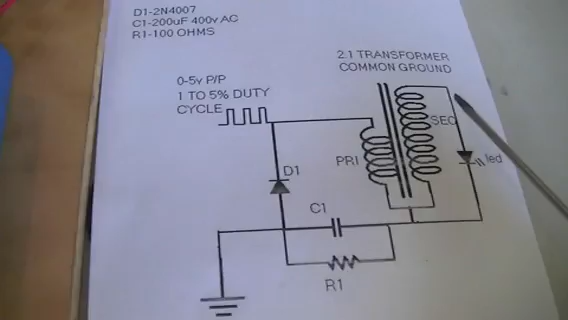 D1-2N4007
C1-200uF 400v AC
R1-100 OHMS
2:1 TRANSFORMER
COMMON GROUND
0-5v P/P
1 TO 5% DUTY
CYCLE
SEC
PRI
led
D1
C1
R1